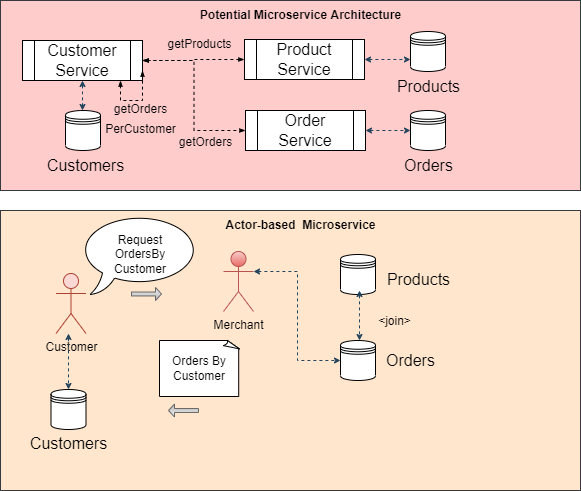 Potential Microservice Architecture
Customer
Service
getProducts
Product
Service
Products
getOrders
PerCustomer
Customers
getOrders
Order
Service
Orders
Actor-based  Microservice
Request
OrdersBy
Customer
Customer
Merchant
Products
<join>
Orders
Orders By
Customer
Customers